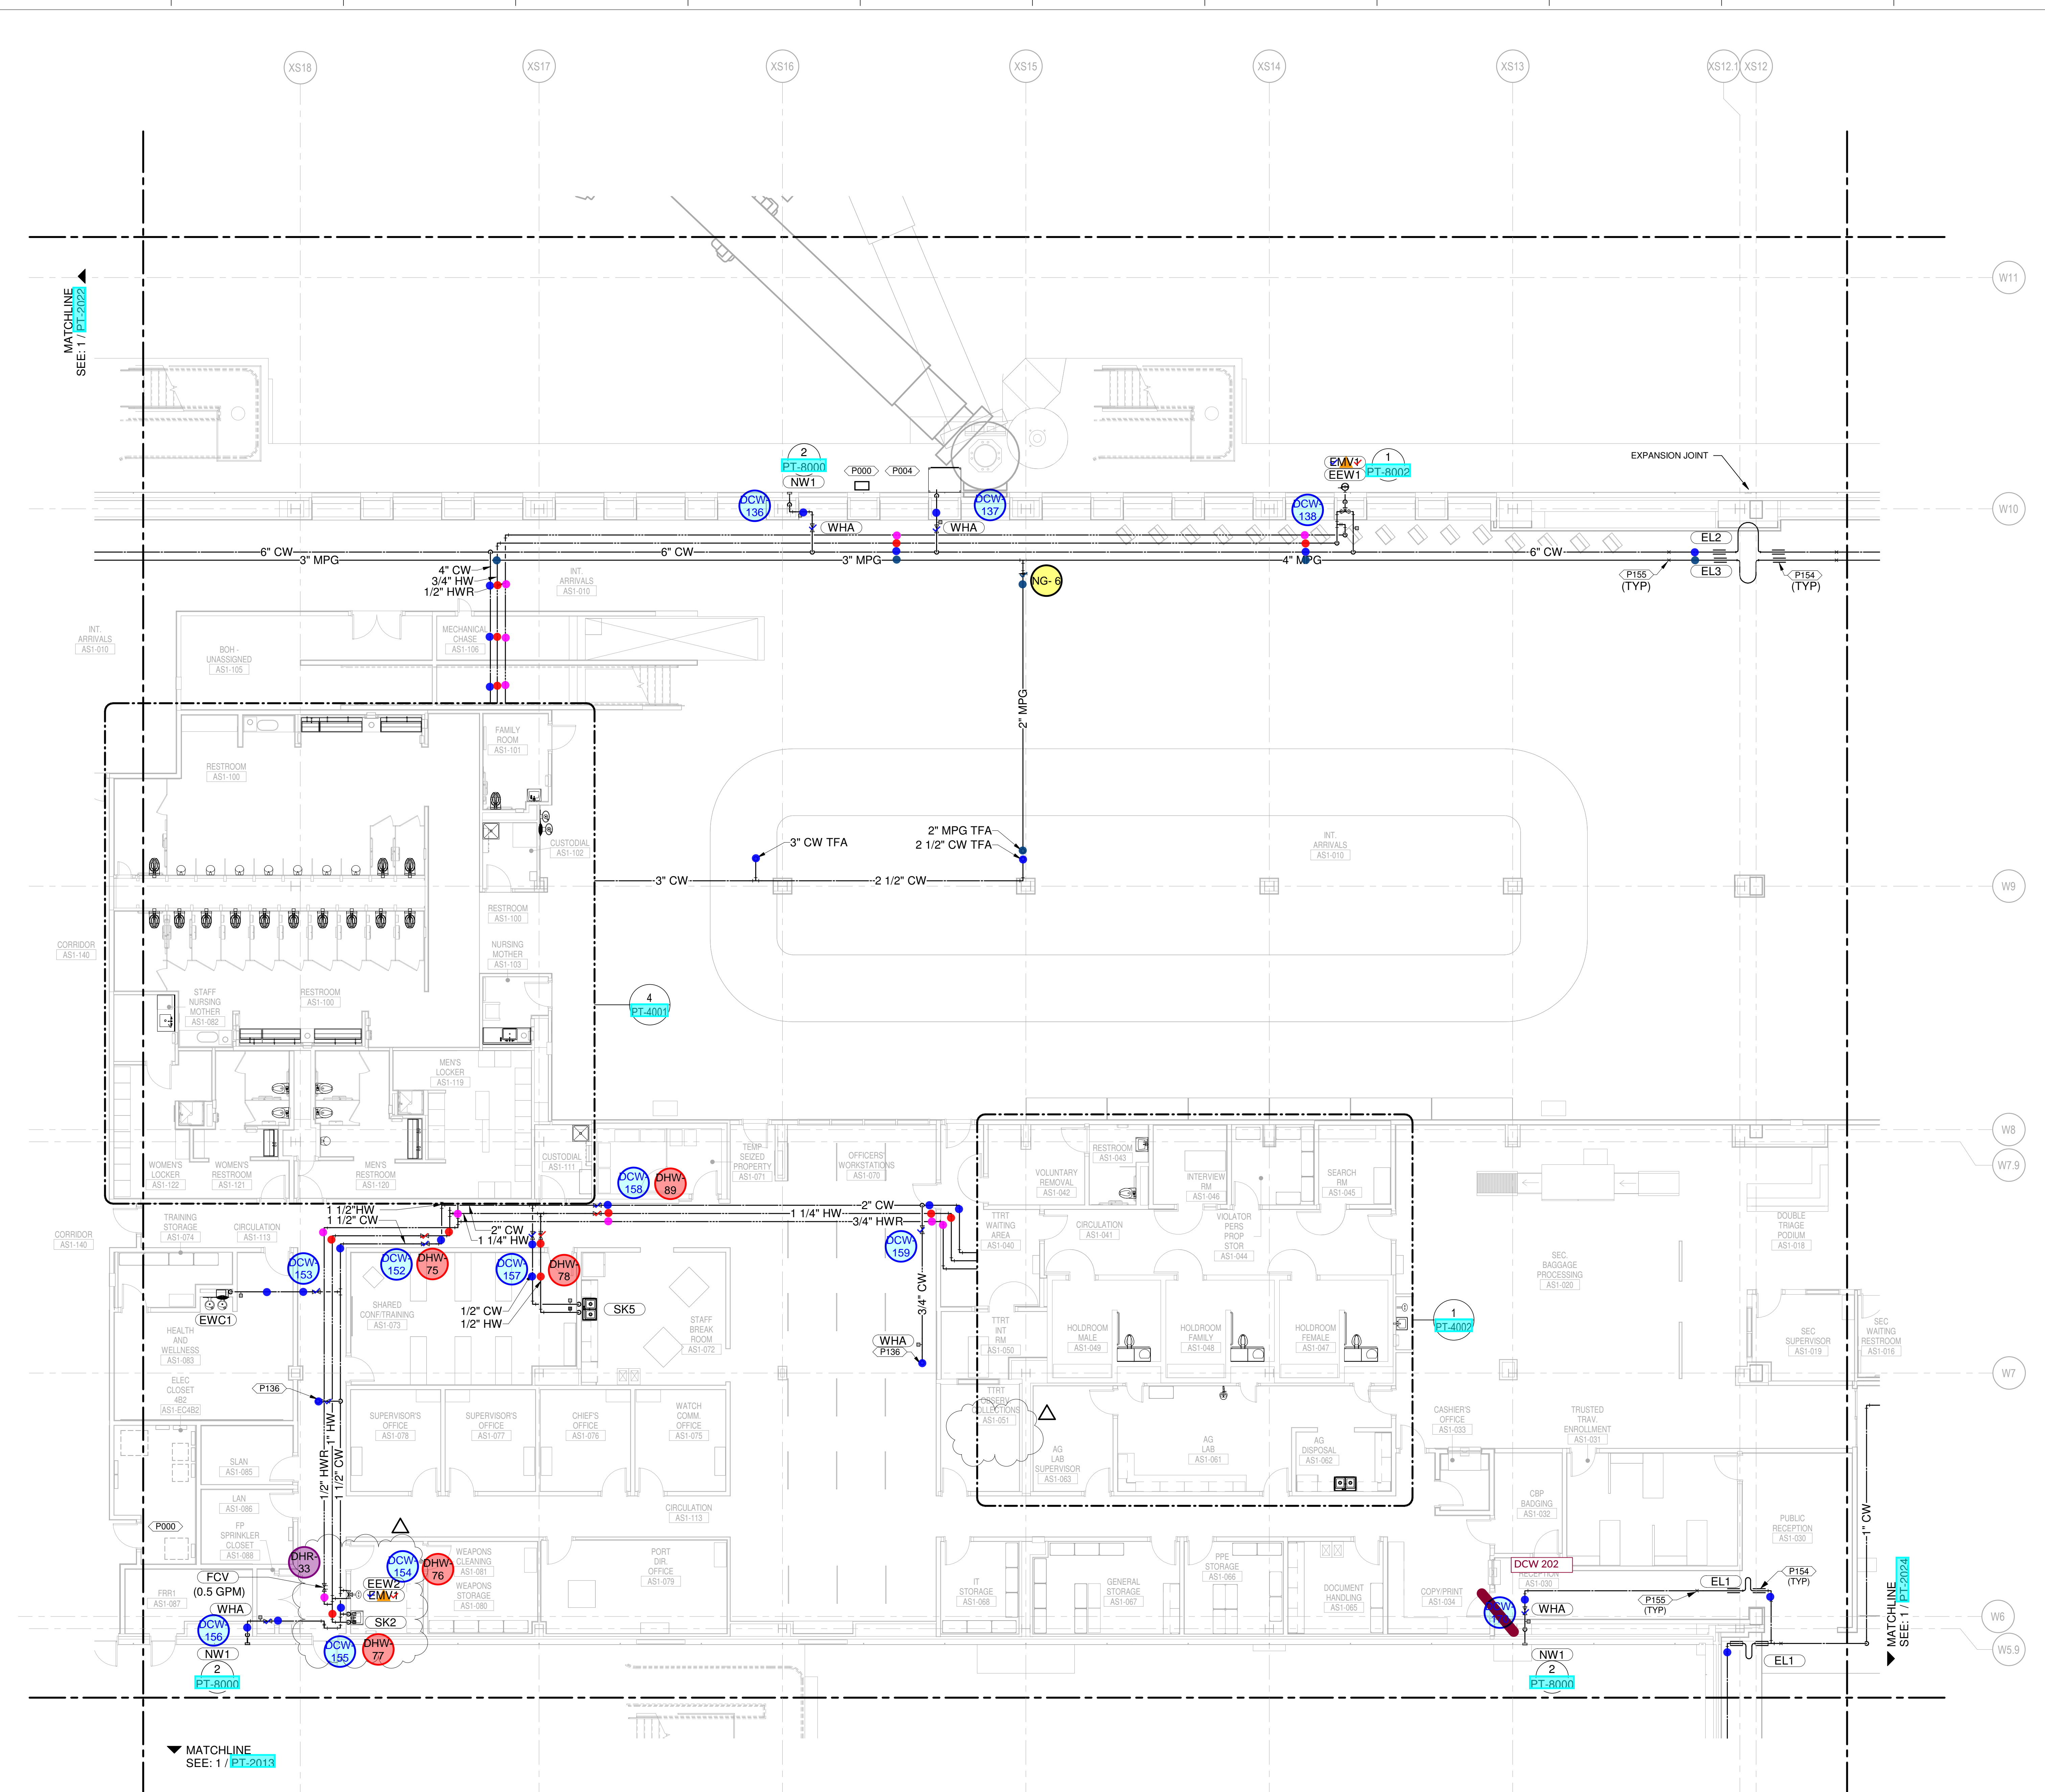 XS18
XS17
XS16
XS15
XS14
XS13
XS12.1
XS12
W11
MATCHLINE
SEE: 1 / PT-2022
EXPANSION JOINT
2
PT-8000
NW1
P000
P004
EMV1
EEW1
1
PT-8002
DCW-
136
DCW-
137
DCW-
138
W10
WHA
WHA
6" CW
6" CW
6" CW
3" MPG
3" MPG
4" MPG
EL2
EL3
P155
(TYP)
P154
(TYP)
4" CW
3/4" HW
1/2" HWR
NG- 6
INT.
ARRIVALS
AS1-010
INT.
ARRIVALS
AS1-010
MECHANICAL
CHASE
AS1-106
BOH -
UNASSIGNED
AS1-105
2" MPG
FAMILY
ROOM
AS1-101
RESTROOM
AS1-100
CUSTODIAL
AS1-102
3" CW TFA
2" MPG TFA
2 1/2" CW TFA
INT.
ARRIVALS
AS1-010
3" CW
2 1/2" CW
W9
RESTROOM
AS1-100
NURSING
MOTHER
AS1-103
CORRIDOR
AS1-140
STAFF
NURSING
MOTHER
AS1-082
RESTROOM
AS1-100
4
PT-4001
MEN'S
LOCKER
AS1-119
W8
W7.9
WOMEN'S
LOCKER
AS1-122
WOMEN'S
RESTROOM
AS1-121
MEN'S
RESTROOM
AS1-120
CUSTODIAL
AS1-111
DCW-
158
DHW-
89
TEMP
SEIZED
PROPERTY
AS1-071
OFFICERS'
WORKSTATIONS
AS1-070
VOLUNTARY
REMOVAL
AS1-042
RESTROOM
AS1-043
INTERVIEW
RM
AS1-046
SEARCH
RM
AS1-045
1 1/2"HW
1 1/2" CW
2" CW
1 1/4" HW
2" CW
1 1/4" HW
3/4" HWR
TRAINING
STORAGE
AS1-074
CIRCULATION
AS1-113
CORRIDOR
AS1-140
TTRT
WAITING
AREA
AS1-040
CIRCULATION
AS1-041
VIOLATOR
PERS
PROP
STOR
AS1-044
DOUBLE
TRIAGE
PODIUM
AS1-018
SEC.
BAGGAGE
PROCESSING
AS1-020
DCW-
153
DCW-
152
DHW-
75
DCW-
157
DHW-
78
DCW-
159
EWC1
SHARED
CONF/TRAINING
AS1-073
1/2" CW
1/2" HW
SK5
3/4" CW
STAFF
BREAK
ROOM
AS1-072
WHA
P136
HEALTH
AND
WELLNESS
AS1-083
ELEC
CLOSET
4B2
AS1-EC4B2
TTRT
INT
RM
AS1-050
HOLDROOM
MALE
AS1-049
HOLDROOM
FAMILY
AS1-048
HOLDROOM
FEMALE
AS1-047
1
PT-4002
SEC
SUPERVISOR
AS1-019
SEC
WAITING
RESTROOM
AS1-016
W7
P136
SUPERVISOR'S
OFFICE
AS1-078
SUPERVISOR'S
OFFICE
AS1-077
CHIEF'S
OFFICE
AS1-076
WATCH
COMM.
OFFICE
AS1-075
TTRT
OBSERV.
COLLECTIONS
AS1-051
AG
LAB
SUPERVISOR
AS1-063
AG
LAB
AS1-061
AG
DISPOSAL
AS1-062
CASHIER'S
OFFICE
AS1-033
TRUSTED
TRAV.
ENROLLMENT
AS1-031
1/2" HWR
1" HW
1 1/2" CW
SLAN
AS1-085
LAN
AS1-086
FP
SPRINKLER
CLOSET
AS1-088
P000
CIRCULATION
AS1-113
CBP
BADGING
AS1-032
PUBLIC
RECEPTION
AS1-030
1" CW
DHR-
33
DCW-
154
DHW-
76
WEAPONS
CLEANING
AS1-081
WEAPONS
STORAGE
AS1-080
PORT
DIR.
OFFICE
AS1-079
FCV
(0.5 GPM)
WHA
EEW2
EMV1
SK2
FRR1
AS1-087
DCW-
156
DCW-
155
DHW-
77
NW1
2
PT-8000
IT
STORAGE
AS1-068
GENERAL
STORAGE
AS1-067
PPE
STORAGE
AS1-066
DOCUMENT
HANDLING
AS1-065
COPY/PRINT
AS1-034
DCW 202
RECEPTION
AS1-030
WHA
NW1
2
PT-8000
EL1
P154
(TYP)
P155
(TYP)
EL1
MATCHLINE
SEE: 1 / PT-2024
W6
W5.9
MATCHLINE
SEE: 1 / PT-2013